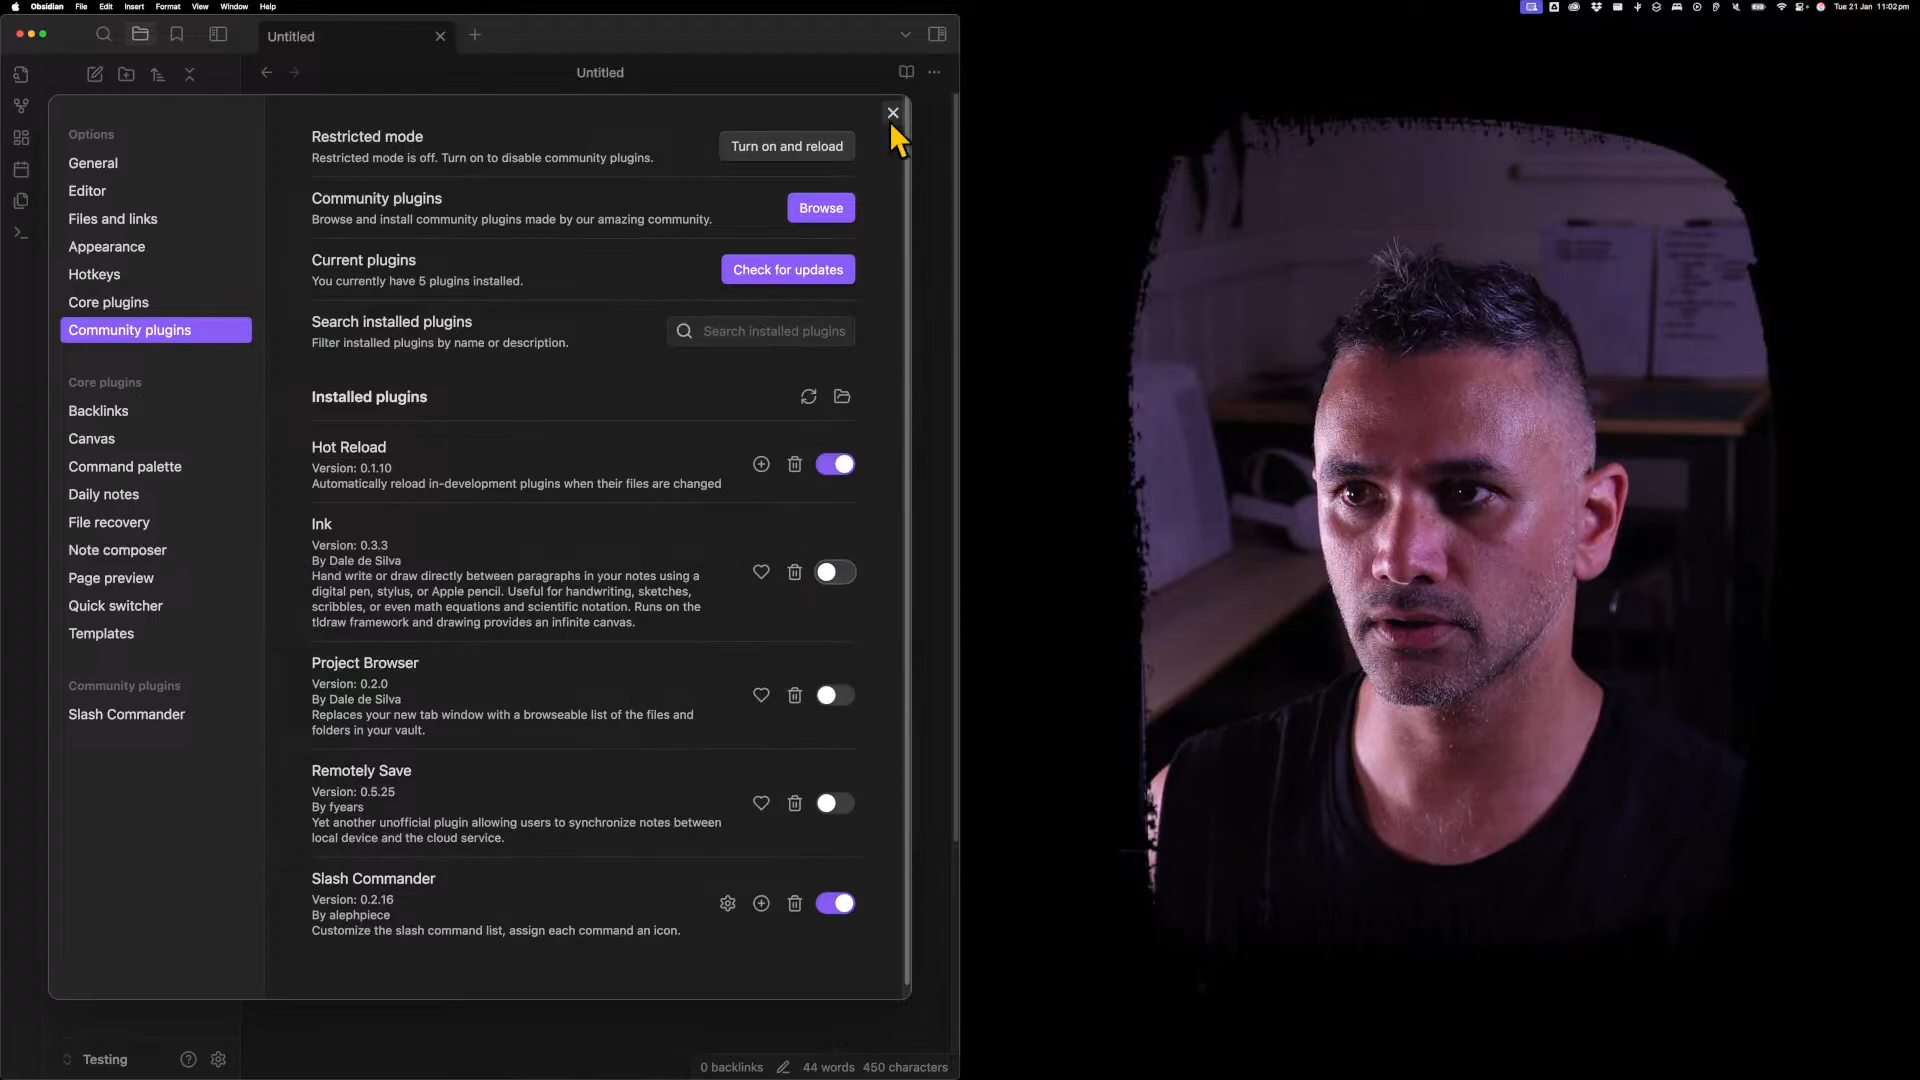 Obsidian File Edit Insert Format View Window Help
Tue 21 Jan 11:02pm
Untitled
Untitled
Options
General
Editor
Files and links
Appearance
Hotkeys
Core plugins
Community plugins
Core plugins
Backlinks
Canvas
Command palette
Daily notes
File recovery
Note composer
Page preview
Quick switcher
Templates
Community plugins
Slash Commander
Restricted mode
Restricted mode is off. Turn on to disable community plugins.
Turn on and reload
Community plugins
Browse and install community plugins made by our amazing community.
Browse
Current plugins
You currently have 5 plugins installed.
Check for updates
Search installed plugins
Filter installed plugins by name or description.
Search installed plugins
Installed plugins
Hot Reload
Version: 0.1.10
Automatically reload in-development plugins when their files are changed
Ink
Version: 0.3.3
By Dale de Silva
Hand write or draw directly between paragraphs in your notes using a
digital pen, stylus, or Apple pencil. Useful for handwriting, sketches,
scribbles, or even math equations and scientific notation. Runs on the
tldraw framework and drawing provides an infinite canvas.
Project Browser
Version: 0.2.0
By Dale de Silva
Replaces your new tab window with a browseable list of the files and
folders in your vault.
Remotely Save
Version: 0.5.25
By fyears
Yet another unofficial plugin allowing users to synchronize notes between
local device and the cloud service.
Slash Commander
Version: 0.2.16
By alephpiece
Customize the slash command list, assign each command an icon.
Testing
0 backlinks 44 words 450 characters